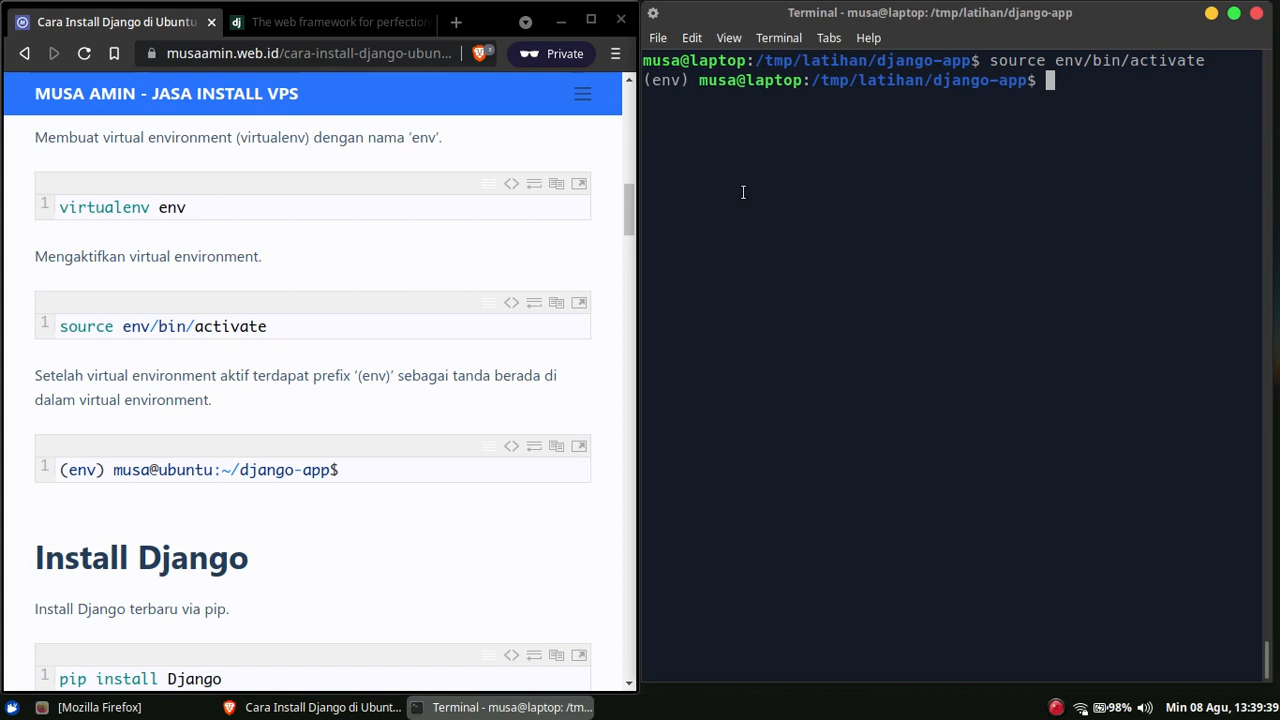 Cara Install Django di Ubuntu
The web framework for perfection
musaamin.web.id/cara-install-django-ubun...
3
Private
MUSA AMIN - JASA INSTALL VPS
Membuat virtual environment (virtualenv) dengan nama ‘env’.
1 virtualenv env
Mengaktifkan virtual environment.
1 source env/bin/activate
Setelah virtual environment aktif terdapat prefix ‘(env)’ sebagai tanda berada di
dalam virtual environment.
1 (env) musa@ubuntu:~/django-app$
Install Django
Install Django terbaru via pip.
1 pip install Django
Terminal - musa@laptop: /tmp/latihan/django-app
File Edit View Terminal Tabs Help
musa@laptop:/tmp/latihan/django-app$ source env/bin/activate
(env) musa@laptop:/tmp/latihan/django-app$
[Mozilla Firefox]
Cara Install Django di Ubunt...
Terminal - musa@laptop: /tm...
98%
Min 08 Agu, 13:39:39